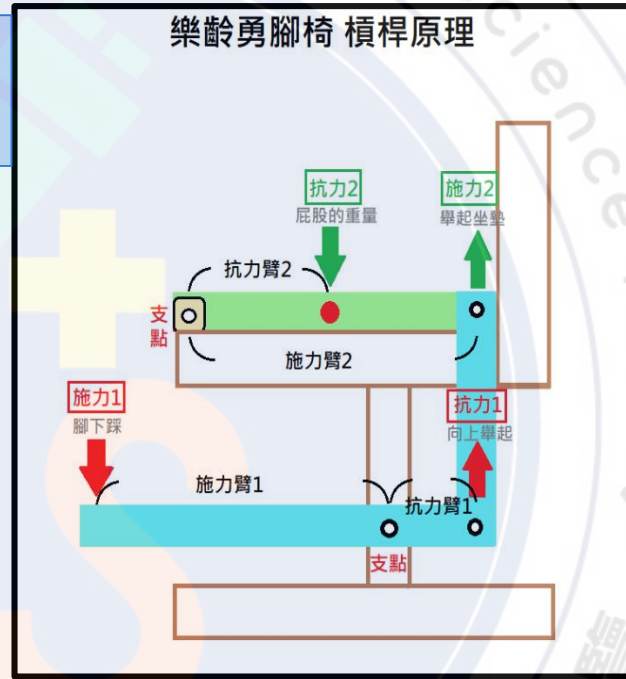 樂齡勇腳椅 槓桿原理
抗力2
屁股的重量
施力2
舉起坐墊
抗力臂2
支點
施力臂2
施力1
腳下踩
抗力1
向上舉起
施力臂1
抗力臂1
支點
cience